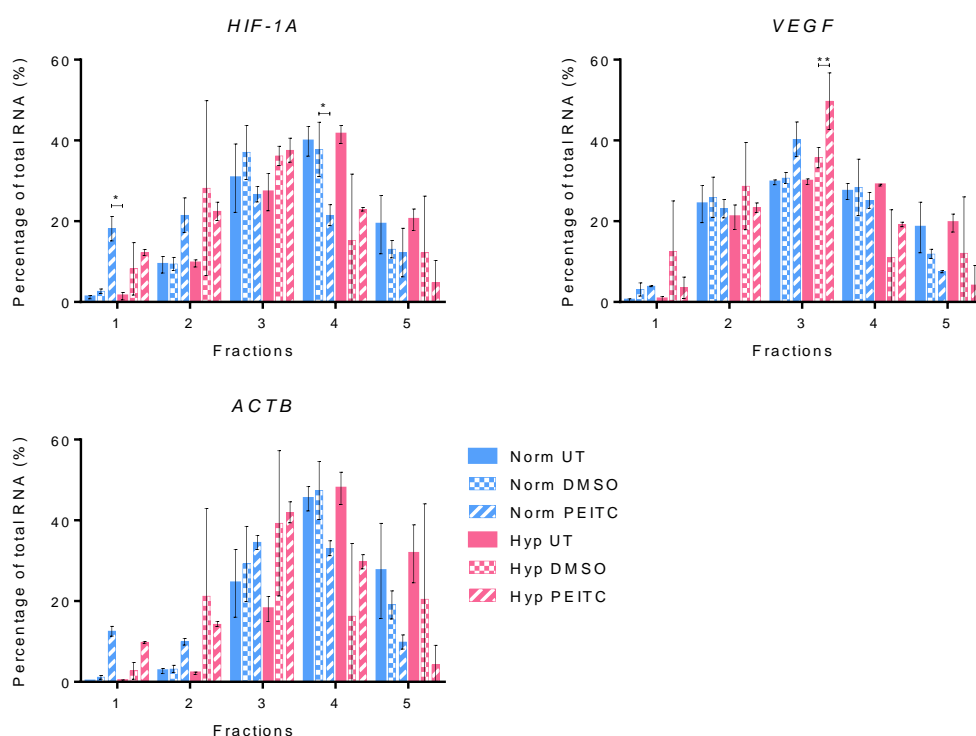 HIF-1A
Percentage of total RNA (%)
60
40
20
0
*
*
1 2 3 4 5
Fractions
VEGF
Percentage of total RNA (%)
60
40
20
0
**
1 2 3 4 5
Fractions
ACTB
Percentage of total RNA (%)
60
40
20
0
1 2 3 4 5
Fractions
Norm UT
Norm DMSO
Norm PEITC
Hyp UT
Hyp DMSO
Hyp PEITC